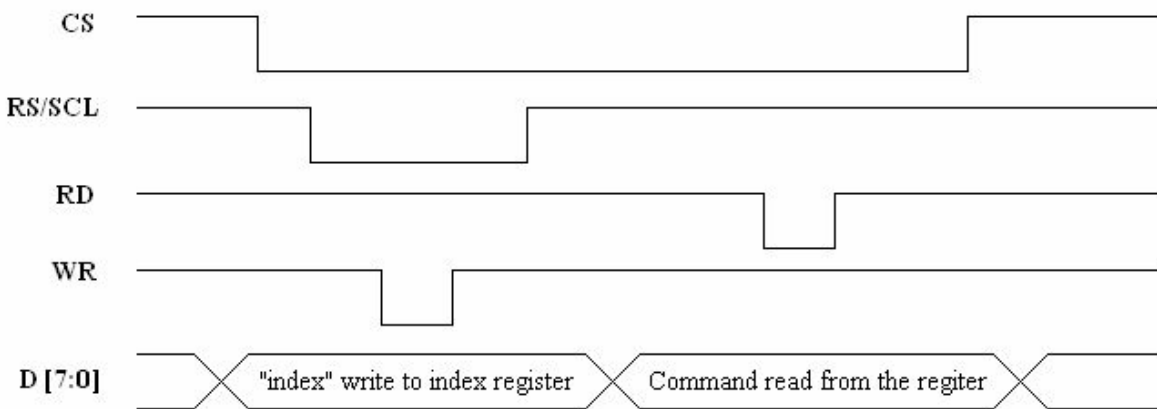 CS
RS/SCL
RD
WR
D [7:0]
"index" write to index register
Command read from the regiter